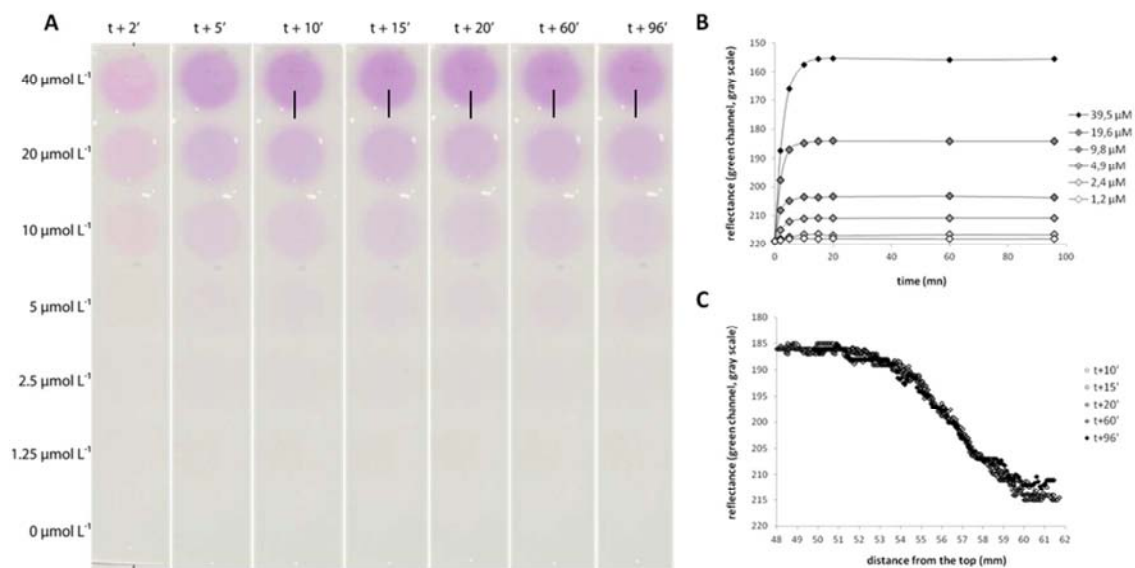 A
t + 2' t + 5' t + 10' t + 15' t + 20' t + 60' t + 96'
40 µmol L⁻¹
20 µmol L⁻¹
10 µmol L⁻¹
5 µmol L⁻¹
2.5 µmol L⁻¹
1.25 µmol L⁻¹
0 µmol L⁻¹
B
reflectance (green channel, gray scale)
150
160
170
180
190
200
210
220
0 20 40 60 80 100
time (mn)
39,5 µM
19,6 µM
9,8 µM
4,9 µM
2,4 µM
1,2 µM
C
reflectance (green channel, gray scale)
180
185
190
195
200
205
210
215
220
48 49 50 51 52 53 54 55 56 57 58 59 60 61 62
distance from the top (mm)
t+10'
t+15'
t+20'
t+60'
t+96'